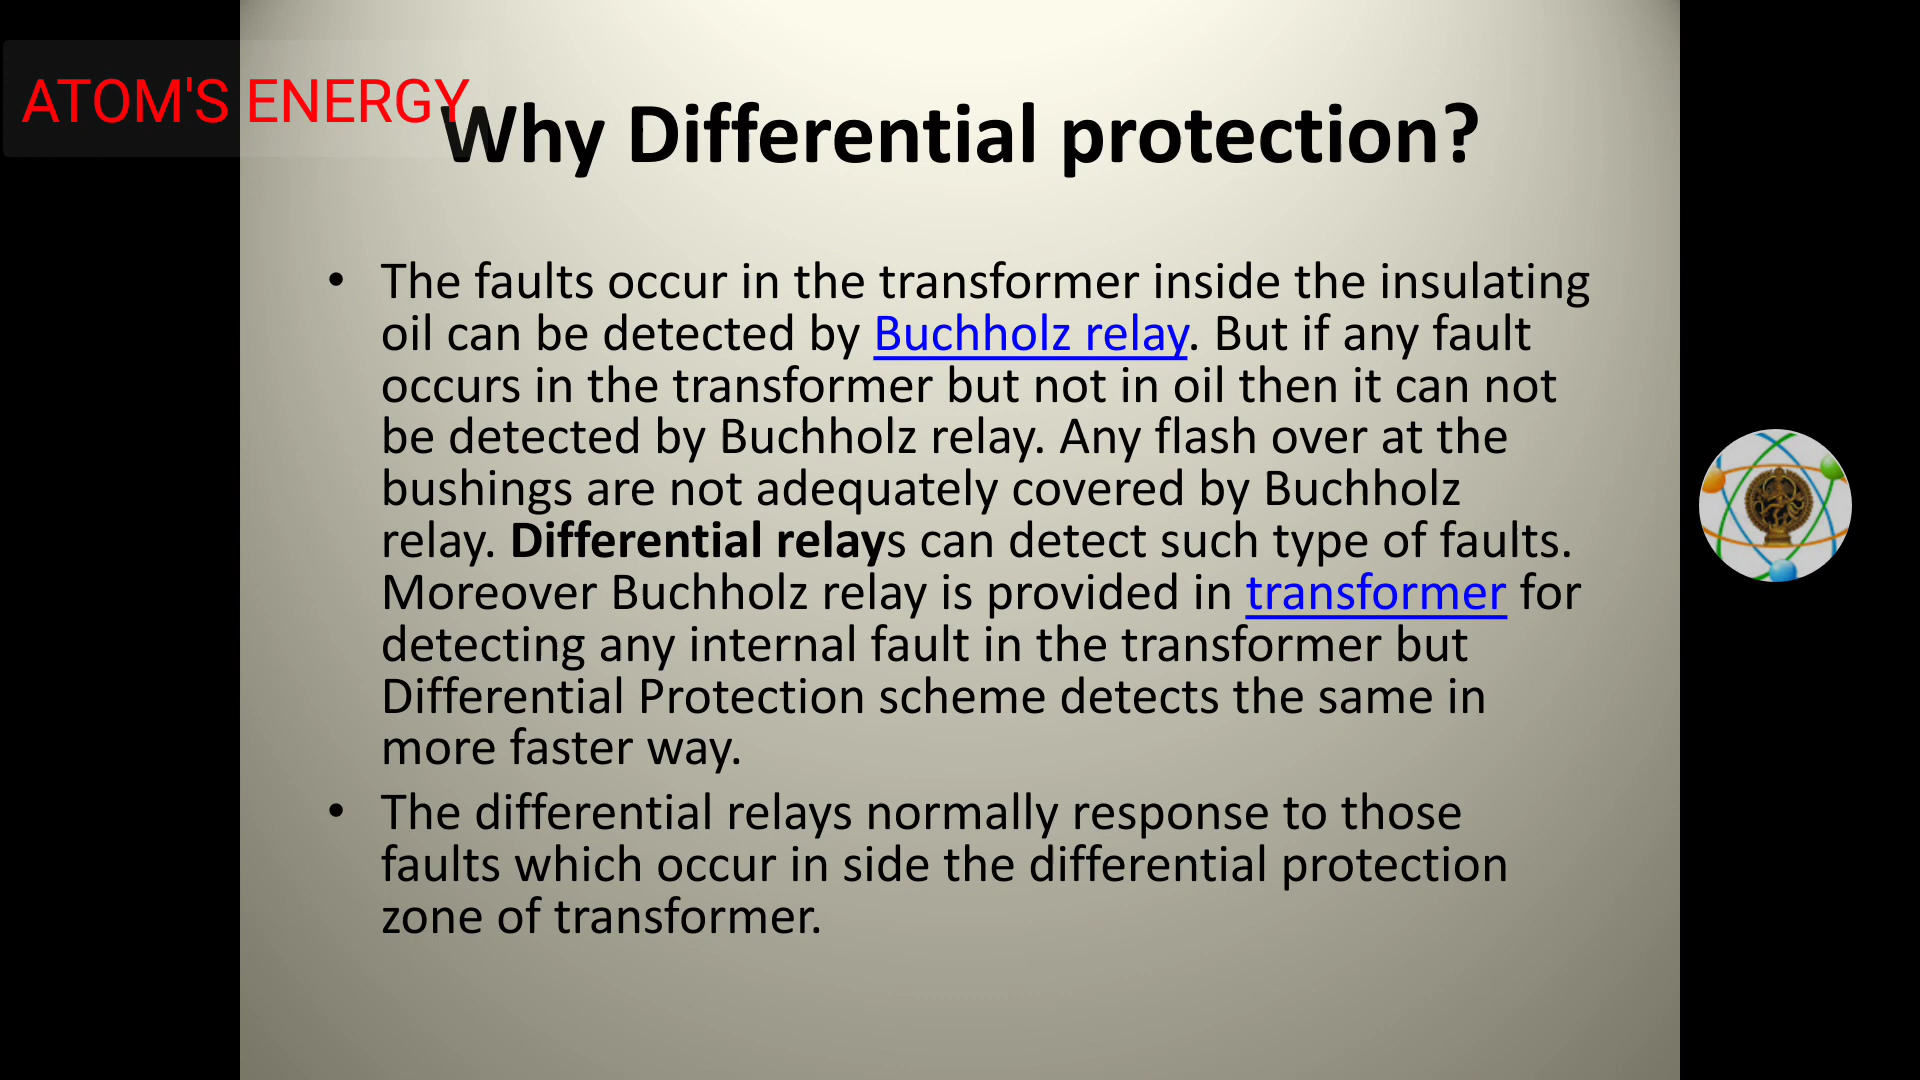 ATOM'S ENERGY
Why Differential protection?
• The faults occur in the transformer inside the insulating
oil can be detected by Buchholz relay. But if any fault
occurs in the transformer but not in oil then it can not
be detected by Buchholz relay. Any flash over at the
bushings are not adequately covered by Buchholz
relay. Differential relays can detect such type of faults.
Moreover Buchholz relay is provided in transformer for
detecting any internal fault in the transformer but
Differential Protection scheme detects the same in
more faster way.
• The differential relays normally response to those
faults which occur in side the differential protection
zone of transformer.